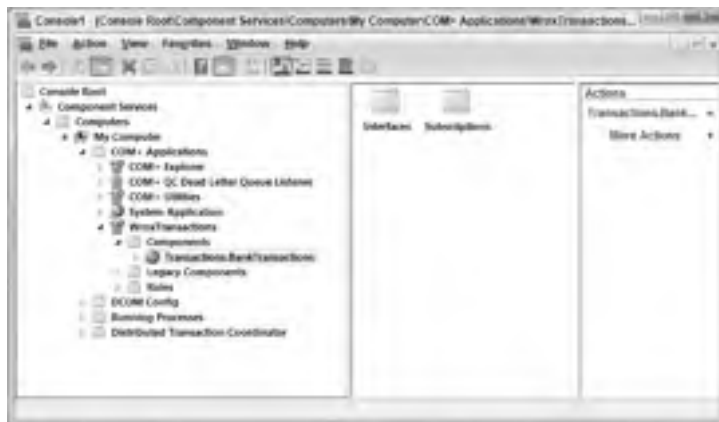 Console1 - [Console Root\Component Services\Computers\My Computer\COM+ Applications\WroxTransactions...
File Action View Favorites Window Help
Console Root
Component Services
Computers
My Computer
COM+ Applications
COM+ Explorer
COM+ QC Dead Letter Queue Listener
COM+ Utilities
System Application
WroxTransactions
Components
Transactions.BankTransactions
Legacy Components
Roles
DCOM Config
Running Processes
Distributed Transaction Coordinator
Interfaces Subscriptions
Actions
Transactions.Bank...
More Actions